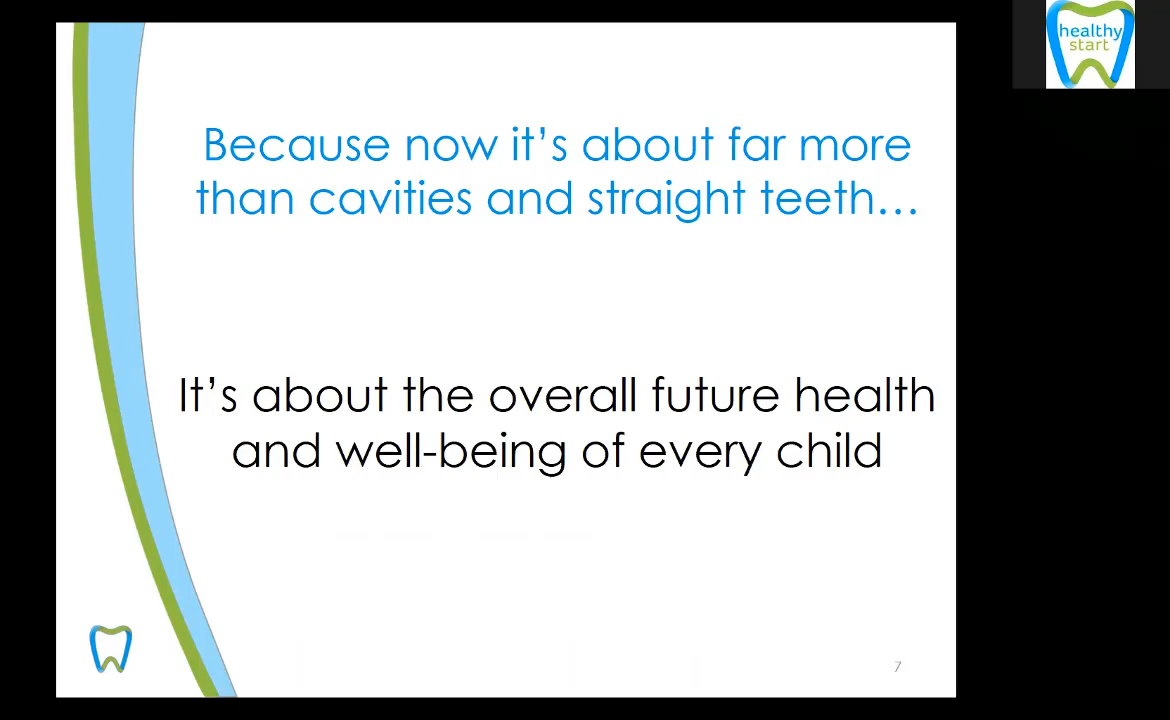 healthy
start
Because now it's about far more
than cavities and straight teeth…
It's about the overall future health
and well-being of every child
7